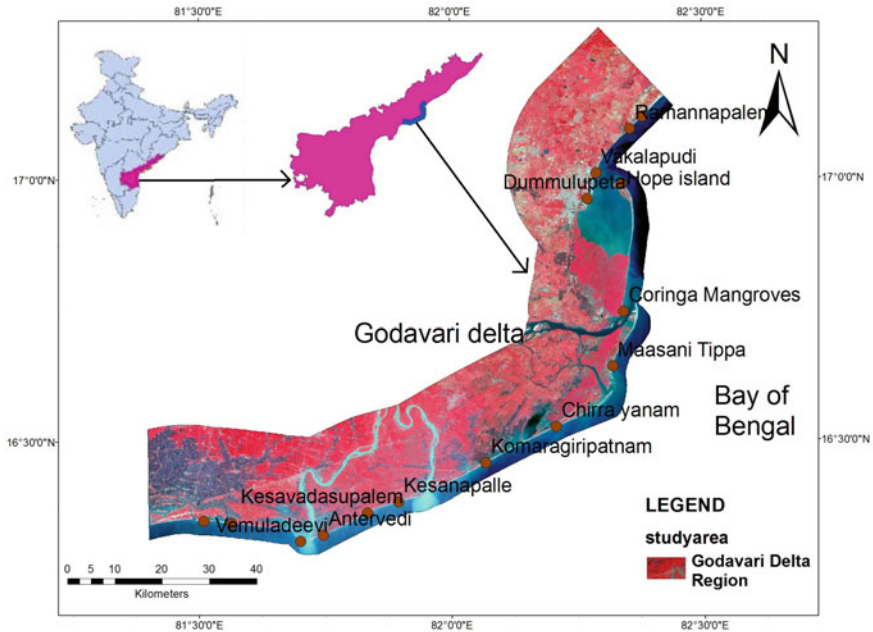 81°30'0"E
82°0'0"E
82°30'0"E
N
Ramannapalem
Vakalapudi
17°0'0"N
17°0'0"N
Dummulupeta
Hope island
Coringa Mangroves
Godavari delta
Maasani Tippa
Bay of
Bengal
Chirra yanam
16°30'0"N
16°30'0"N
Komaragiripatnam
Kesanapalle
Kesavadasupalem
Antervedi
Vemuladeevi
LEGEND
studyarea
Godavari Delta
Region
0 5 10 20 30 40
Kilometers
81°30'0"E
82°0'0"E
82°30'0"E